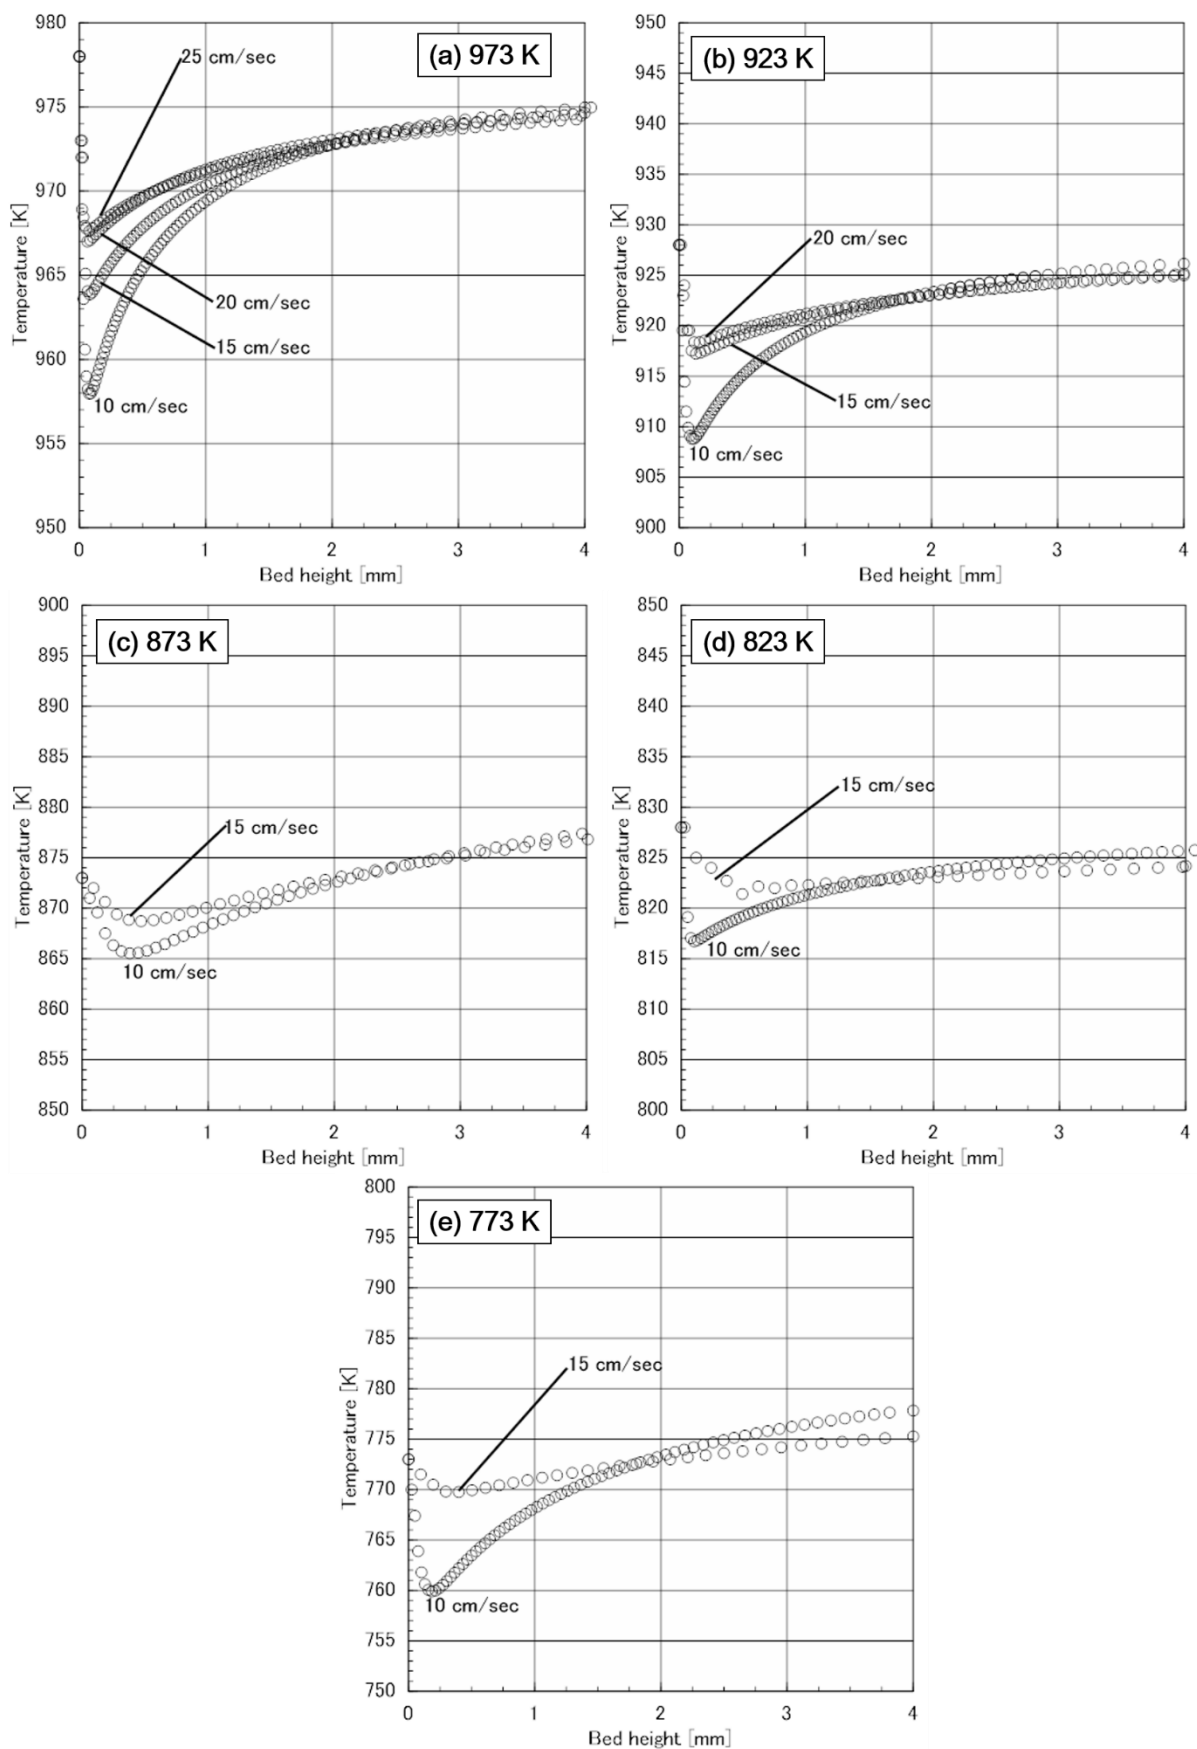 (a) 973 K
Temperature [K]
980
975
970
965
960
955
950
25 cm/sec
20 cm/sec
15 cm/sec
10 cm/sec
0 1 2 3 4
Bed height [mm]
(b) 923 K
Temperature [K]
950
945
940
935
930
925
920
915
910
905
900
20 cm/sec
15 cm/sec
10 cm/sec
0 1 2 3 4
Bed height [mm]
(c) 873 K
Temperature [K]
900
895
890
885
880
875
870
865
860
855
850
15 cm/sec
10 cm/sec
0 1 2 3 4
Bed height [mm]
(d) 823 K
Temperature [K]
850
845
840
835
830
825
820
815
810
805
800
15 cm/sec
10 cm/sec
0 1 2 3 4
Bed height [mm]
(e) 773 K
Temperature [K]
800
795
790
785
780
775
770
765
760
755
750
15 cm/sec
10 cm/sec
0 1 2 3 4
Bed height [mm]